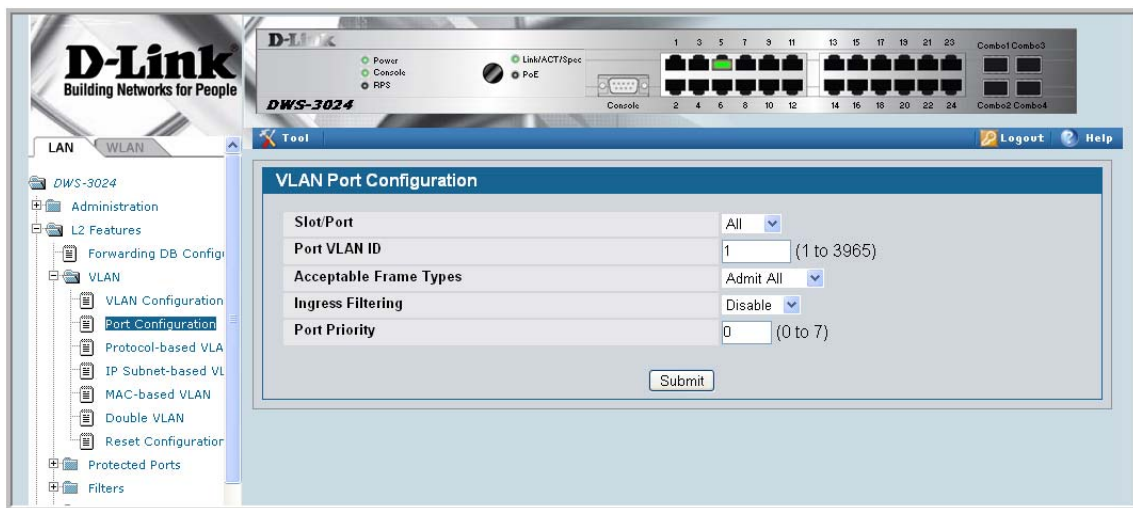 D-Link
Building Networks for People
D-Link
Power
Console
RPS
Link/ACT/Spec
PoE
DWS-3024
Console
1 3 5 7 9 11 13 15 17 19 21 23
2 4 6 8 10 12 14 16 18 20 22 24
Combo1 Combo3
Combo2 Combo4
LAN WLAN
Tool
Logout
Help
DWS-3024
Administration
L2 Features
Forwarding DB Configu
VLAN
VLAN Configuration
Port Configuration
Protocol-based VLA
IP Subnet-based VL
MAC-based VLAN
Double VLAN
Reset Configuration
Protected Ports
Filters
VLAN Port Configuration
Slot/Port All
Port VLAN ID 1 (1 to 3965)
Acceptable Frame Types Admit All
Ingress Filtering Disable
Port Priority 0 (0 to 7)
Submit